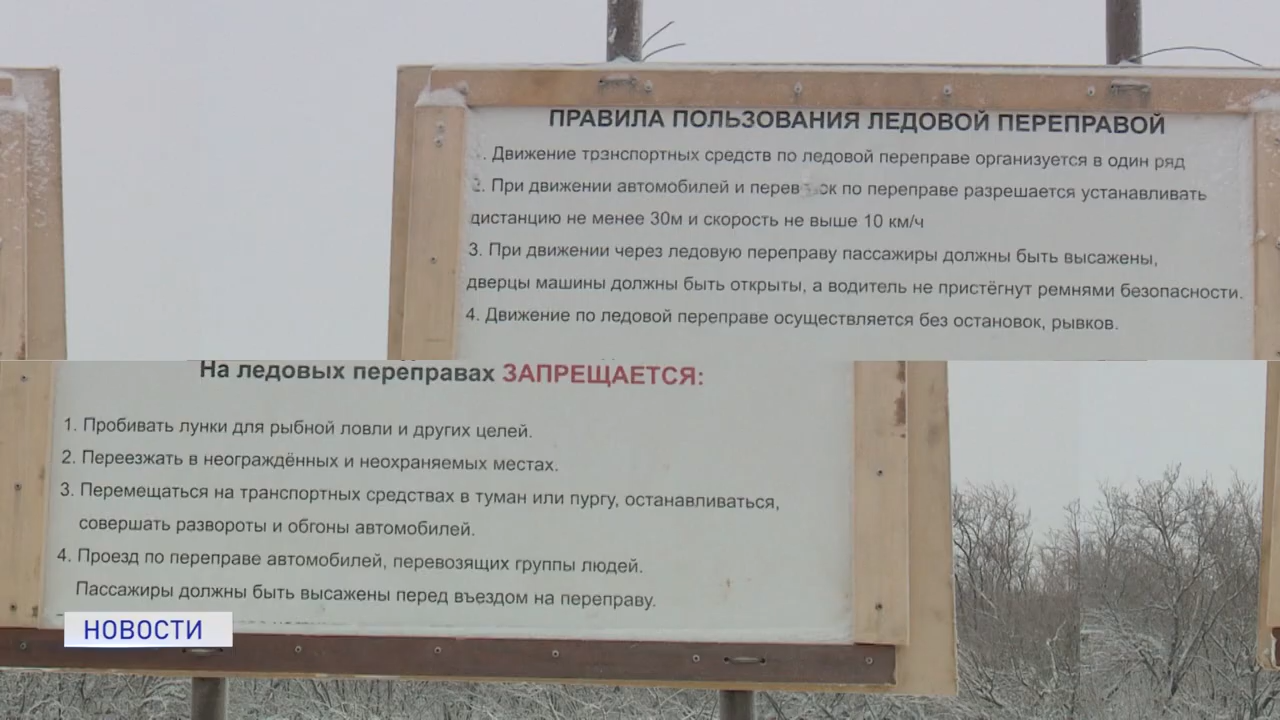 ПРАВИЛА ПОЛЬЗОВАНИЯ ЛЕДОВОЙ ПЕРЕПРАВОЙ
. Движение транспортных средств по ледовой переправе организуется в один ряд
2. При движении автомобилей и по переправе разрешается устанавливать
дистанцию не менее 30м и скорость не выше 10 км/ч
3. При движении через ледовую переправу пассажиры должны быть высажены,
дверцы машины должны быть открыты, а водитель не пристёгнут ремнями безопасности.
4. Движение по ледовой переправе осуществляется без остановок, рывков.
На ледовых переправах ЗАПРЕЩАЕТСЯ:
1. Пробивать лунки для рыбной ловли и других целей.
2. Переезжать в неограждённых и неохраняемых местах.
3. Перемещаться на транспортных средствах в туман или пургу, останавливаться,
совершать развороты и обгоны автомобилей.
4. Проезд по переправе автомобилей, перевозящих группы людей.
Пассажиры должны быть высажены перед въездом на переправу.
НОВОСТИ